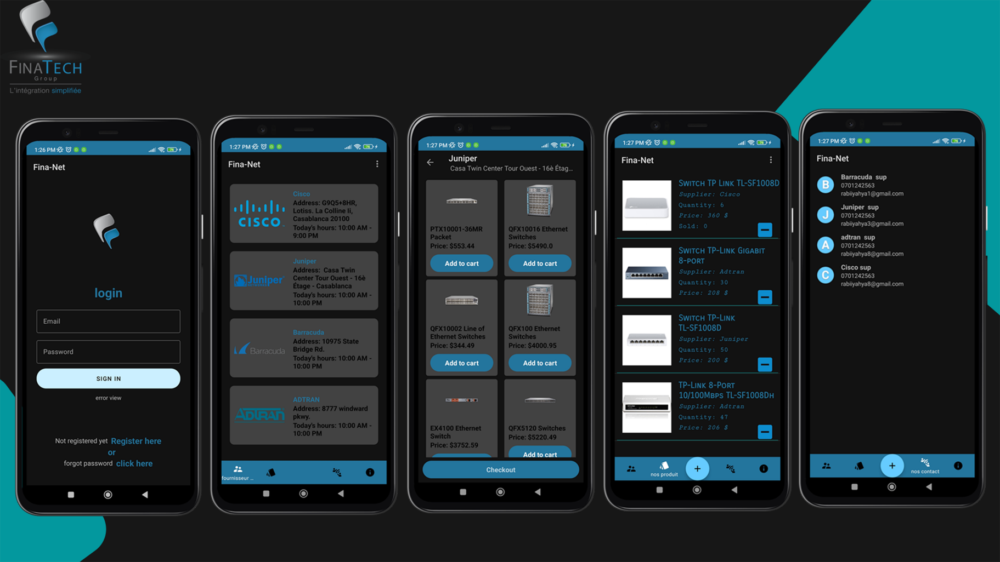 FINATECH
Group
L'intégration simplifiée
1:26 PM
76
Fina-Net
login
Email
Password
SIGN IN
error view
Not registered yet Register here
or
forgot password click here
1:27 PM
76
Fina-Net
CISCO
Cisco
Address: G9Q5+8HR,
Lotiss. La Colline Ii,
Casablanca 20100
Today's hours: 10:00 AM -
9:00 PM
Juniper
NETWORKS
Juniper
Address: Casa Twin
Center Tour Ouest - 16è
Étage - Casablanca
Today's hours: 10:00 AM -
10:00 PM
Barracuda
Barracuda
Address: 10975 State
Bridge Rd.
Today's hours: 10:00 AM -
10:00 PM
ADTRAN
ADTRAN
Address: 8777 windward
pkwy.
Today's hours: 10:00 AM -
10:00 PM
fournisseur ...
1:27 PM
76
Juniper
Casa Twin Center Tour Ouest - 16è Étag...
PTX10001-36MR
Packet
Price: $553.44
Add to cart
QFX10016 Ethernet
Switches
Price: $5490.0
Add to cart
QFX10002 Line of
Ethernet Switches
Price: $344.49
Add to cart
QFX100 Ethernet
Switches
Price: $4000.95
Add to cart
EX4100 Ethernet
Switch
Price: $3752.59
QFX5120 Switches
Price: $5220.49
Add to cart
Checkout
1:27 PM
76
Fina-Net
SWITCH TP LINK TL-SF1008D
Supplier: Cisco
Quantity: 6
Price: 360 $
Sold: 0
SWITCH TP-LINK GIGABIT
8-PORT
Supplier: Adtran
Quantity: 30
Price: 208 $
SWITCH TP-LINK
TL-SF1008D
Supplier: Juniper
Quantity: 50
Price: 200 $
TP-LINK 8-PORT
10/100MBPS TL-SF1008DH
Supplier: Adtran
Quantity: 47
Price: 206 $
nos produit
1:27 PM
76
Fina-Net
B
Barracuda sup
0701242563
rabiiyahya1@gmail.com
J
Juniper sup
0701242563
rabiiyahya3@gmail.com
A
adtran sup
0701242563
rabiiyahya8@gmail.com
C
Cisco sup
0701242563
rabiiyahya8@gmail.com
nos contact